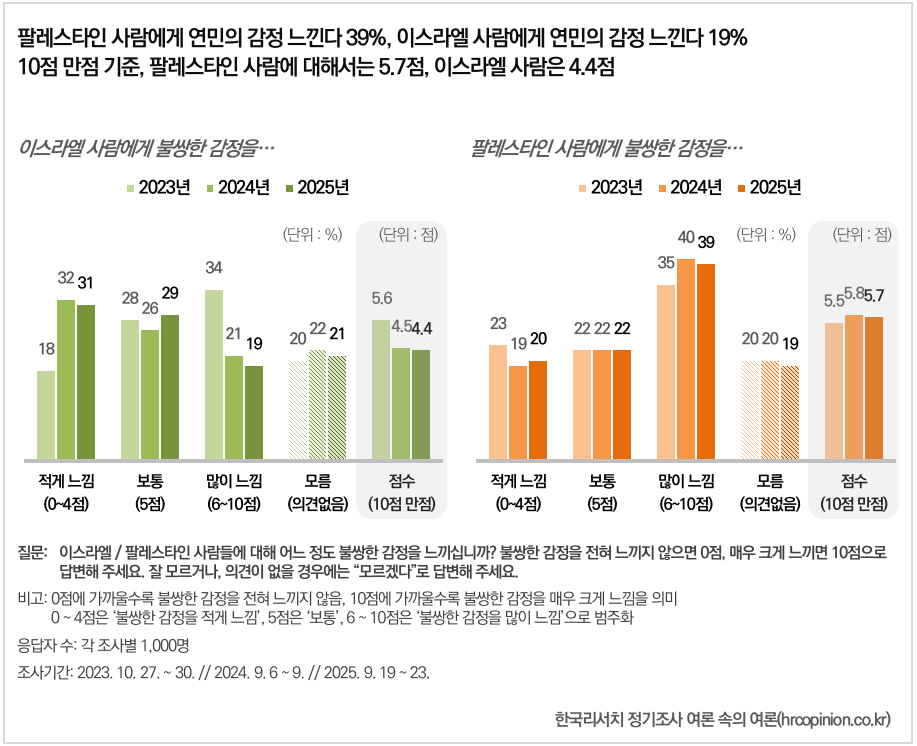 팔레스타인 사람에게 연민의 감정 느낀다 39%, 이스라엘 사람에게 연민의 감정 느낀다 19%
10점 만점 기준, 팔레스타인 사람에 대해서는 5.7점, 이스라엘 사람은 4.4점
이스라엘 사람에게 불쌍한 감정을…
2023년 2024년 2025년
(단위 : %) (단위 : 점)
18 32 31 28 26 29 34 21 19 20 22 21 5.6 4.5 4.4
적게 느낌 보통 많이 느낌 모름 점수
(0~4점) (5점) (6~10점) (의견없음) (10점 만점)
팔레스타인 사람에게 불쌍한 감정을…
2023년 2024년 2025년
(단위 : %) (단위 : 점)
23 19 20 22 22 22 35 40 39 20 20 19 5.5 5.8 5.7
적게 느낌 보통 많이 느낌 모름 점수
(0~4점) (5점) (6~10점) (의견없음) (10점 만점)
질문: 이스라엘 / 팔레스타인 사람들에 대해 어느 정도 불쌍한 감정을 느끼십니까? 불쌍한 감정을 전혀 느끼지 않으면 0점, 매우 크게 느끼면 10점으로
답변해 주세요. 잘 모르거나, 의견이 없을 경우에는 “모르겠다”로 답변해 주세요.
비고: 0점에 가까울수록 불쌍한 감정을 전혀 느끼지 않음, 10점에 가까울수록 불쌍한 감정을 매우 크게 느낌을 의미
0 ~ 4점은 ‘불쌍한 감정을 적게 느낌’, 5점은 ‘보통’, 6 ~ 10점은 ‘불쌍한 감정을 많이 느낌’으로 범주화
응답자 수: 각 조사별 1,000명
조사기간: 2023. 10. 27. ~ 30. // 2024. 9. 6 ~ 9. // 2025. 9. 19 ~ 23.
한국리서치 정기조사 여론 속의 여론(hrcopinion.co.kr)